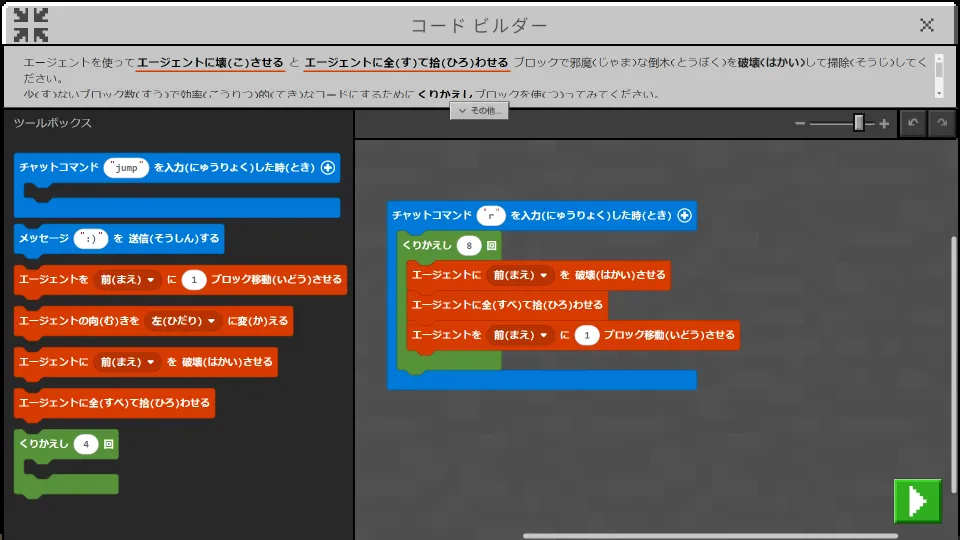 コード ビルダー
エージェントを使って エージェントに壊(こ)させる と エージェントに全(す)て拾(ひろ)わせる ブロックで邪魔(じゃま)な倒木(とうぼく)を破壊(はかい)して掃除(そうじ)してく
ださい。
少(す)ないブロック数(すう)で効率(こうりつ)的(てき)なコードにするために くりかえし ブロックを使(つ)ってみてください。
その他...
ツールボックス
チャットコマンド "jump" を入力(にゅうりょく)した時(とき)
メッセージ ":)" を 送信(そうしん)する
エージェントを 前(まえ) に 1 ブロック移動(いどう)させる
エージェントの向(む)きを 左(ひだり) に変(か)える
エージェントに 前(まえ) を 破壊(はかい)させる
エージェントに全(すべ)て拾(ひろ)わせる
くりかえし 4 回
チャットコマンド "r" を入力(にゅうりょく)した時(とき)
くりかえし 8 回
エージェントに 前(まえ) を 破壊(はかい)させる
エージェントに全(すべ)て拾(ひろ)わせる
エージェントを 前(まえ) に 1 ブロック移動(いどう)させる